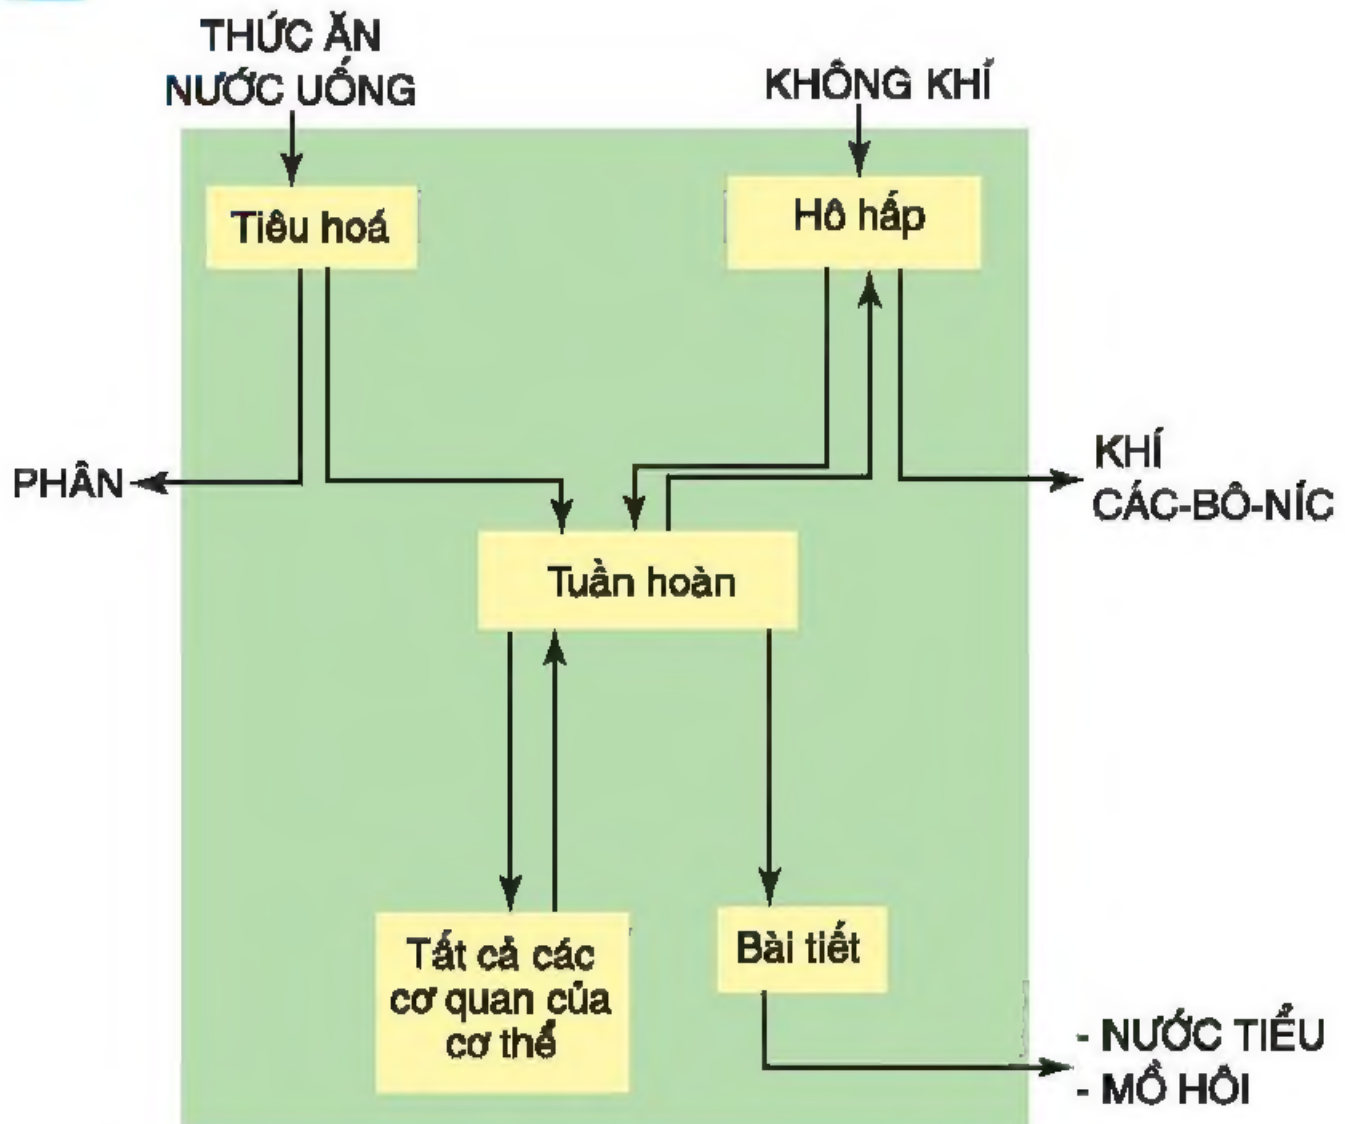 THỨC ĂN
NƯỚC UỐNG
KHÔNG KHÍ
Tiêu hoá
Hô hấp
PHÂN
KHÍ
CÁC-BÔ-NÍC
Tuần hoàn
Tất cả các
cơ quan của
cơ thể
Bài tiết
- NƯỚC TIỂU
- MỒ HÔI